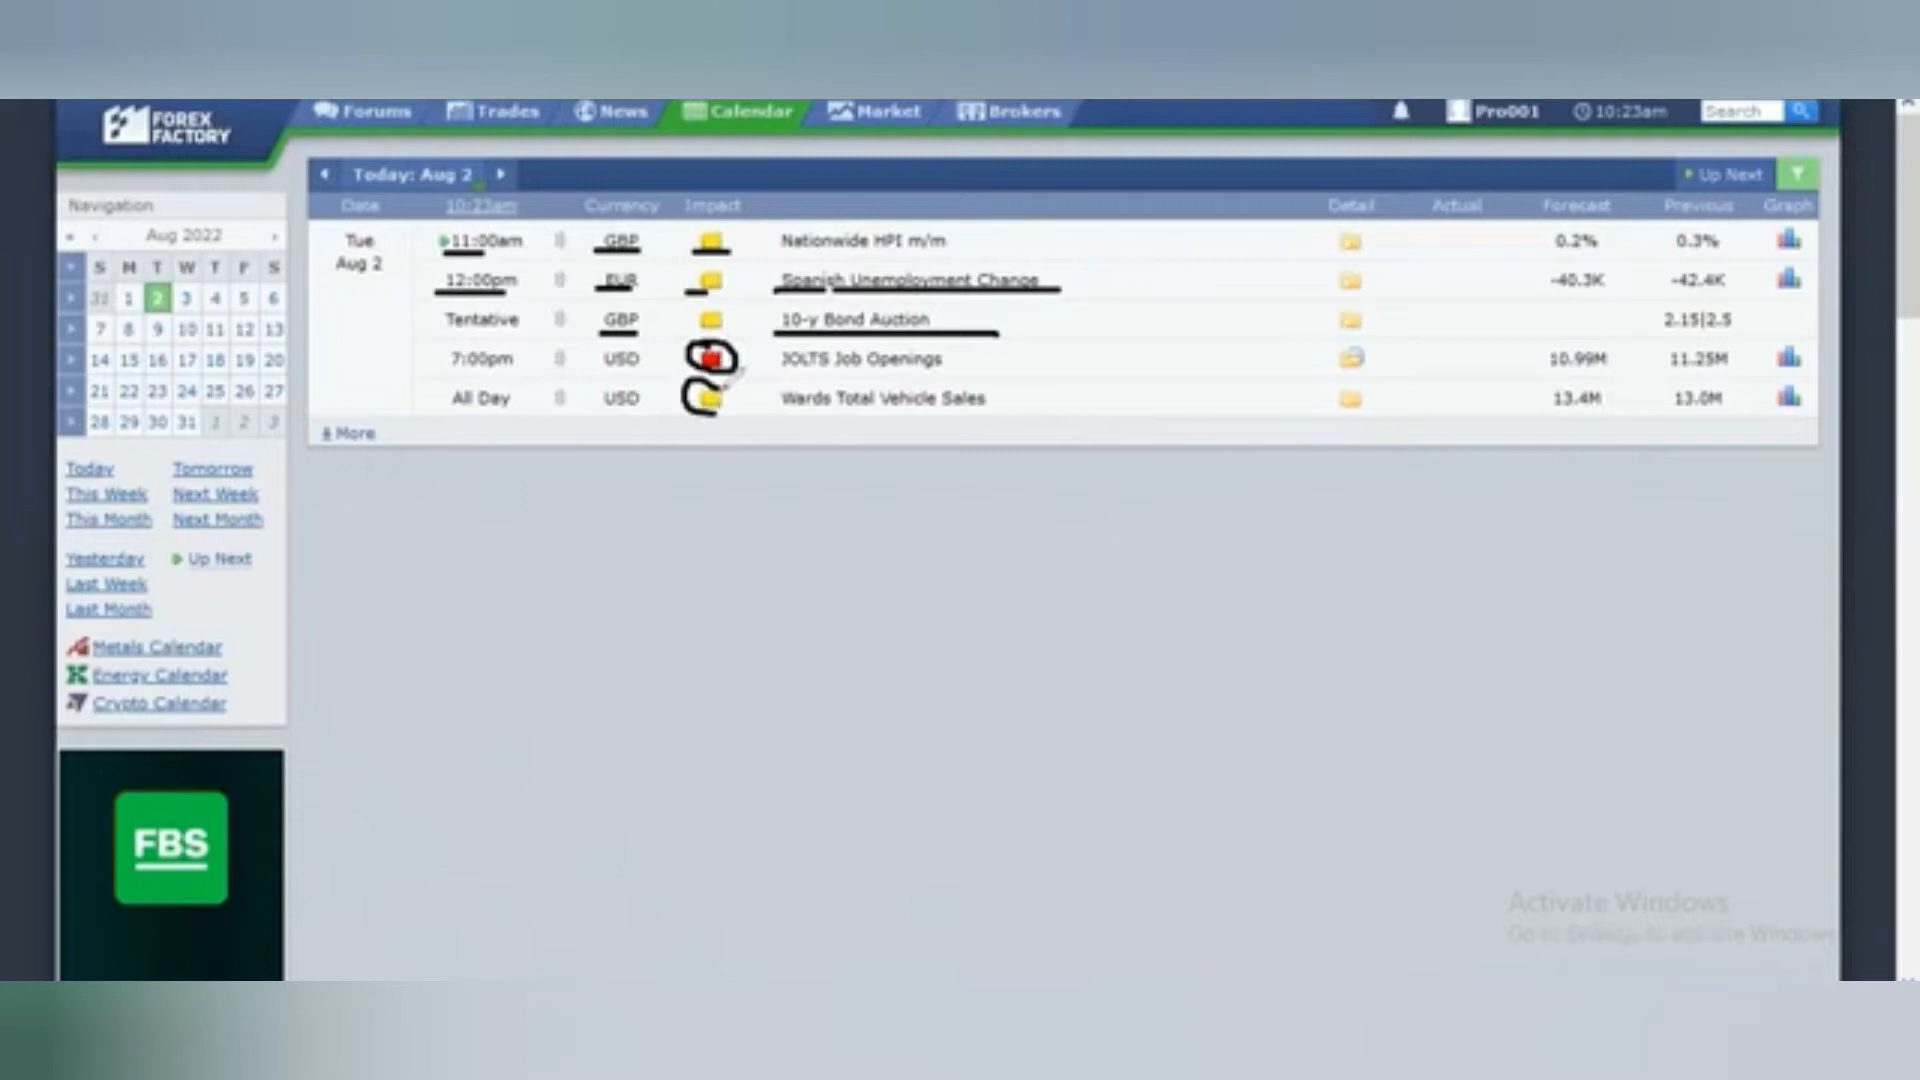 FOREX
FACTORY
Forums Trades News Calendar Market Brokers Pro001 10:23am Search
Today: Aug 2 Up Next
Date 10:23am Currency Impact Detail Actual Forecast Previous Graph
Tue 11:00am GBP Nationwide HPI m/m 0.2% 0.3%
Aug 2
12:00pm EUR Spanish Unemployment Change -40.3K -42.4K
Tentative GBP 10-y Bond Auction 2.15|2.5
7:00pm USD JOLTS Job Openings 10.99M 11.25M
All Day USD Wards Total Vehicle Sales 13.4M 13.0M
More
Navigation
« ‹ Aug 2022 ›
S M T W T F S
31 1 2 3 4 5 6
7 8 9 10 11 12 13
14 15 16 17 18 19 20
21 22 23 24 25 26 27
28 29 30 31 1 2 3
Today Tomorrow
This Week Next Week
This Month Next Month
Yesterday Up Next
Last Week
Last Month
Metals Calendar
Energy Calendar
Crypto Calendar
FBS
Activate Windows
Go to Settings to activate Windows